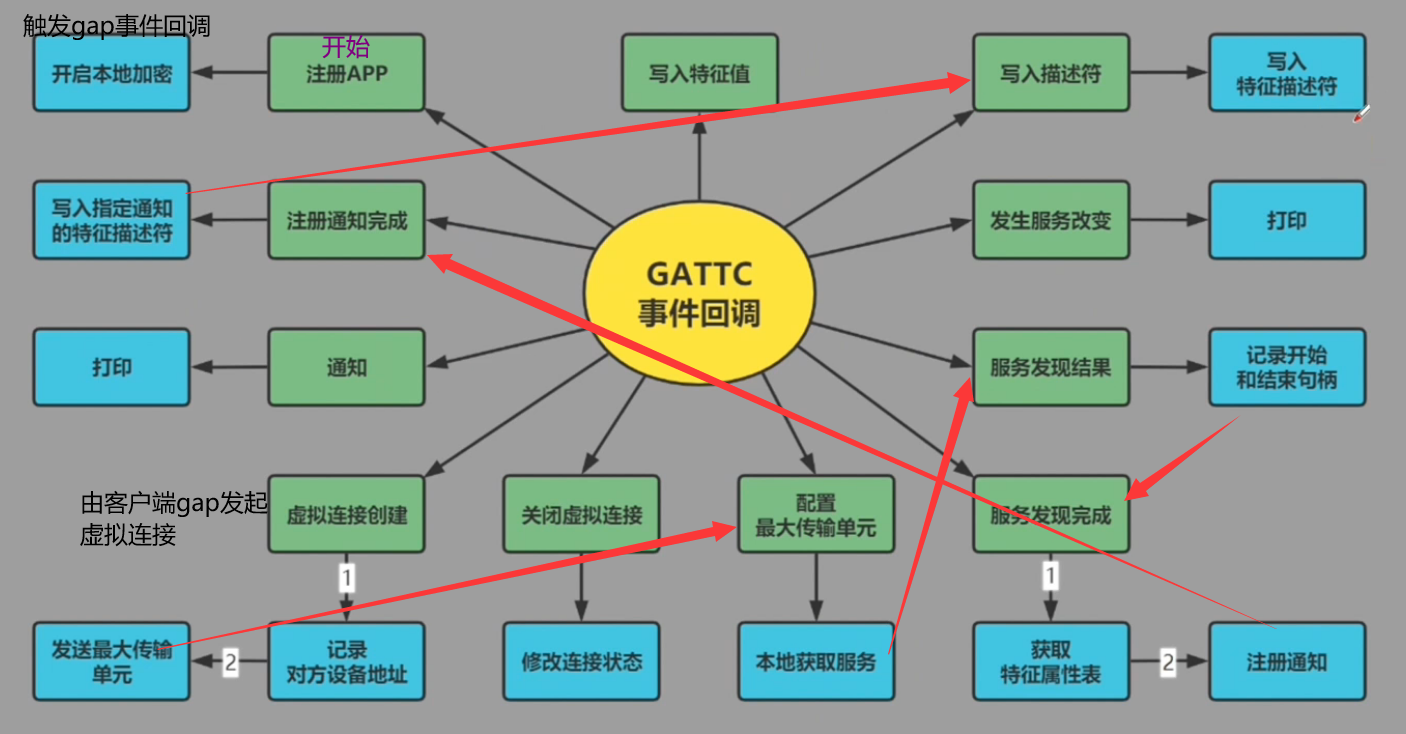 触发gap事件回调
开启本地加密
开始
注册APP
写入特征值
写入描述符
写入
特征描述符
写入指定通知
的特征描述符
注册通知完成
发生服务改变
打印
GATTC
事件回调
打印
通知
服务发现结果
记录开始
和结束句柄
由客户端gap发起
虚拟连接
虚拟连接创建
关闭虚拟连接
配置
最大传输单元
服务发现完成
1
1
发送最大传输
单元
2
记录
对方设备地址
修改连接状态
本地获取服务
获取
特征属性表
2
注册通知